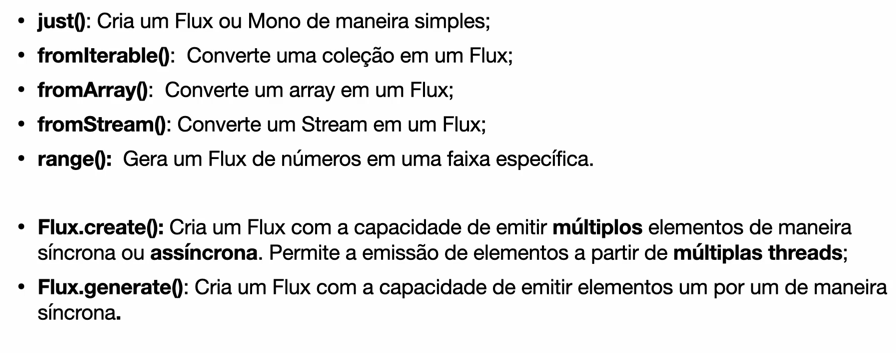 • just(): Cria um Flux ou Mono de maneira simples;
• fromIterable():  Converte uma coleção em um Flux;
• fromArray():  Converte um array em um Flux;
• fromStream(): Converte um Stream em um Flux;
• range():  Gera um Flux de números em uma faixa específica.
• Flux.create(): Cria um Flux com a capacidade de emitir múltiplos elementos de maneira
síncrona ou assíncrona. Permite a emissão de elementos a partir de múltiplas threads;
• Flux.generate(): Cria um Flux com a capacidade de emitir elementos um por um de maneira
síncrona.